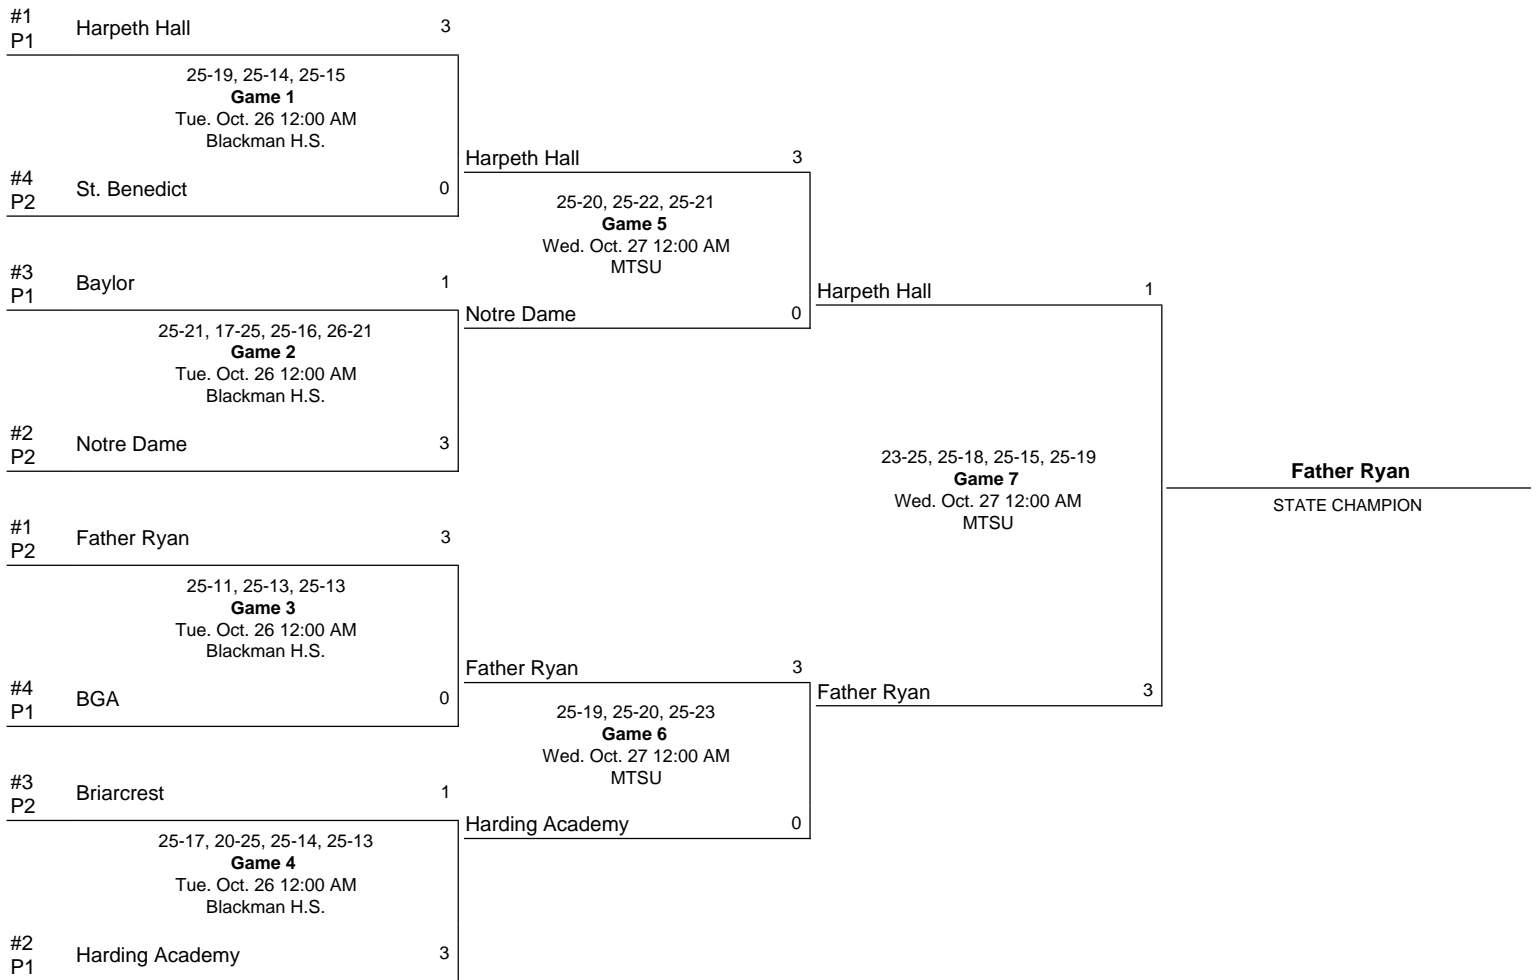 #1
P1
Harpeth Hall 3
25-19, 25-14, 25-15
Game 1
Tue. Oct. 26 12:00 AM
Blackman H.S.
#4
P2
St. Benedict 0
#3
P1
Baylor 1
25-21, 17-25, 25-16, 26-21
Game 2
Tue. Oct. 26 12:00 AM
Blackman H.S.
#2
P2
Notre Dame 3
#1
P2
Father Ryan 3
25-11, 25-13, 25-13
Game 3
Tue. Oct. 26 12:00 AM
Blackman H.S.
#4
P1
BGA 0
#3
P2
Briarcrest 1
25-17, 20-25, 25-14, 25-13
Game 4
Tue. Oct. 26 12:00 AM
Blackman H.S.
#2
P1
Harding Academy 3
Harpeth Hall 3
25-20, 25-22, 25-21
Game 5
Wed. Oct. 27 12:00 AM
MTSU
Notre Dame 0
Father Ryan 3
25-19, 25-20, 25-23
Game 6
Wed. Oct. 27 12:00 AM
MTSU
Harding Academy 0
Harpeth Hall 1
23-25, 25-18, 25-15, 25-19
Game 7
Wed. Oct. 27 12:00 AM
MTSU
Father Ryan 3
Father Ryan
STATE CHAMPION